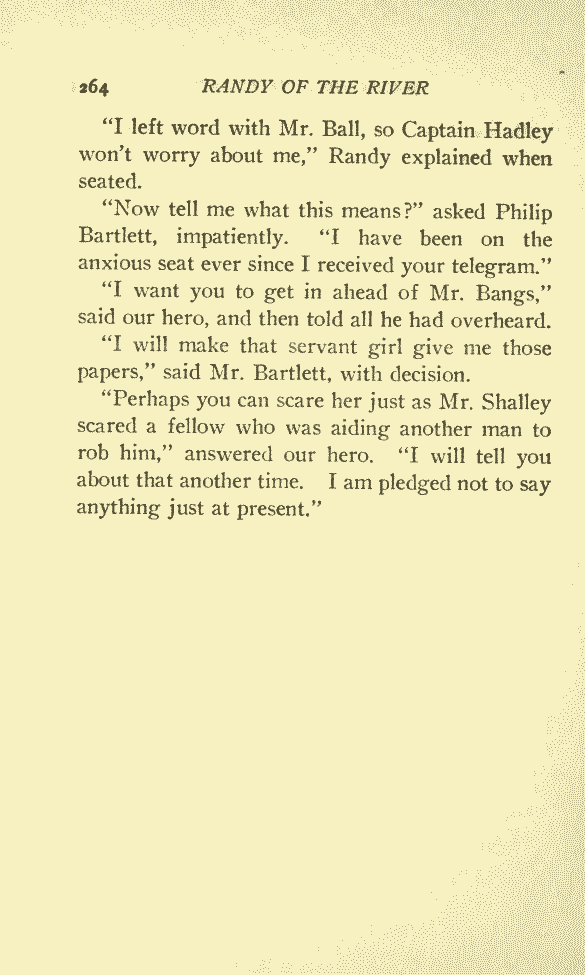 264 RANDY OF THE RIVER
“I left word with Mr. Ball, so Captain Hadley
won’t worry about me,” Randy explained when
seated.
“Now tell me what this means?” asked Philip
Bartlett, impatiently. “I have been on the
anxious seat ever since I received your telegram.”
“I want you to get in ahead of Mr. Bangs,”
said our hero, and then told all he had overheard.
“I will make that servant girl give me those
papers,” said Mr. Bartlett, with decision.
“Perhaps you can scare her just as Mr. Shalley
scared a fellow who was aiding another man to
rob him,” answered our hero. “I will tell you
about that another time. I am pledged not to say
anything just at present.”